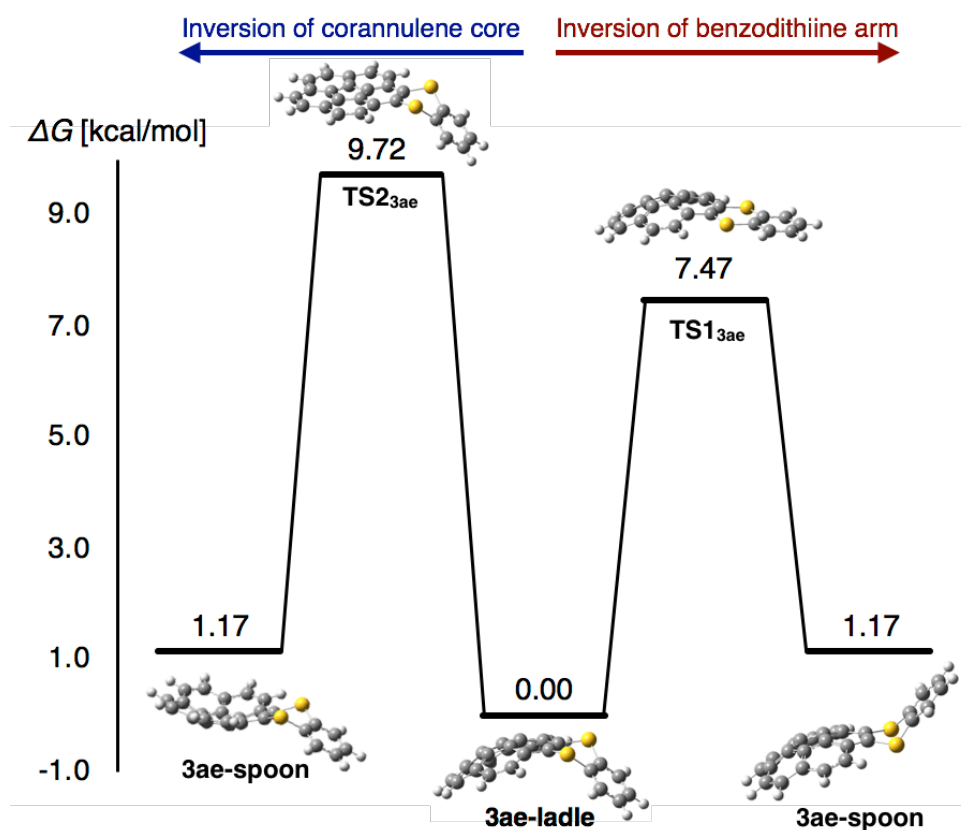 Inversion of corannulene core
Inversion of benzodithiine arm
ΔG [kcal/mol]
9.72
TS23ae
9.0
7.47
TS13ae
7.0
5.0
3.0
1.17
1.17
1.0
0.00
-1.0
3ae-spoon
3ae-ladle
3ae-spoon